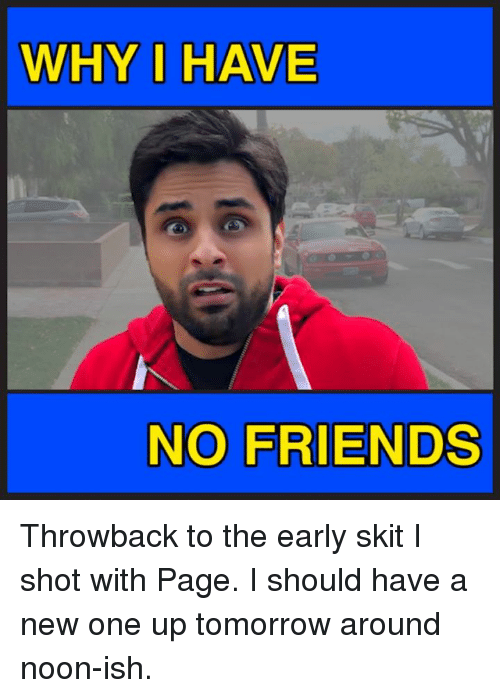 WHY I HAVE
NO FRIENDS
Throwback to the early skit I
shot with Page. I should have a
new one up tomorrow around
noon-ish.